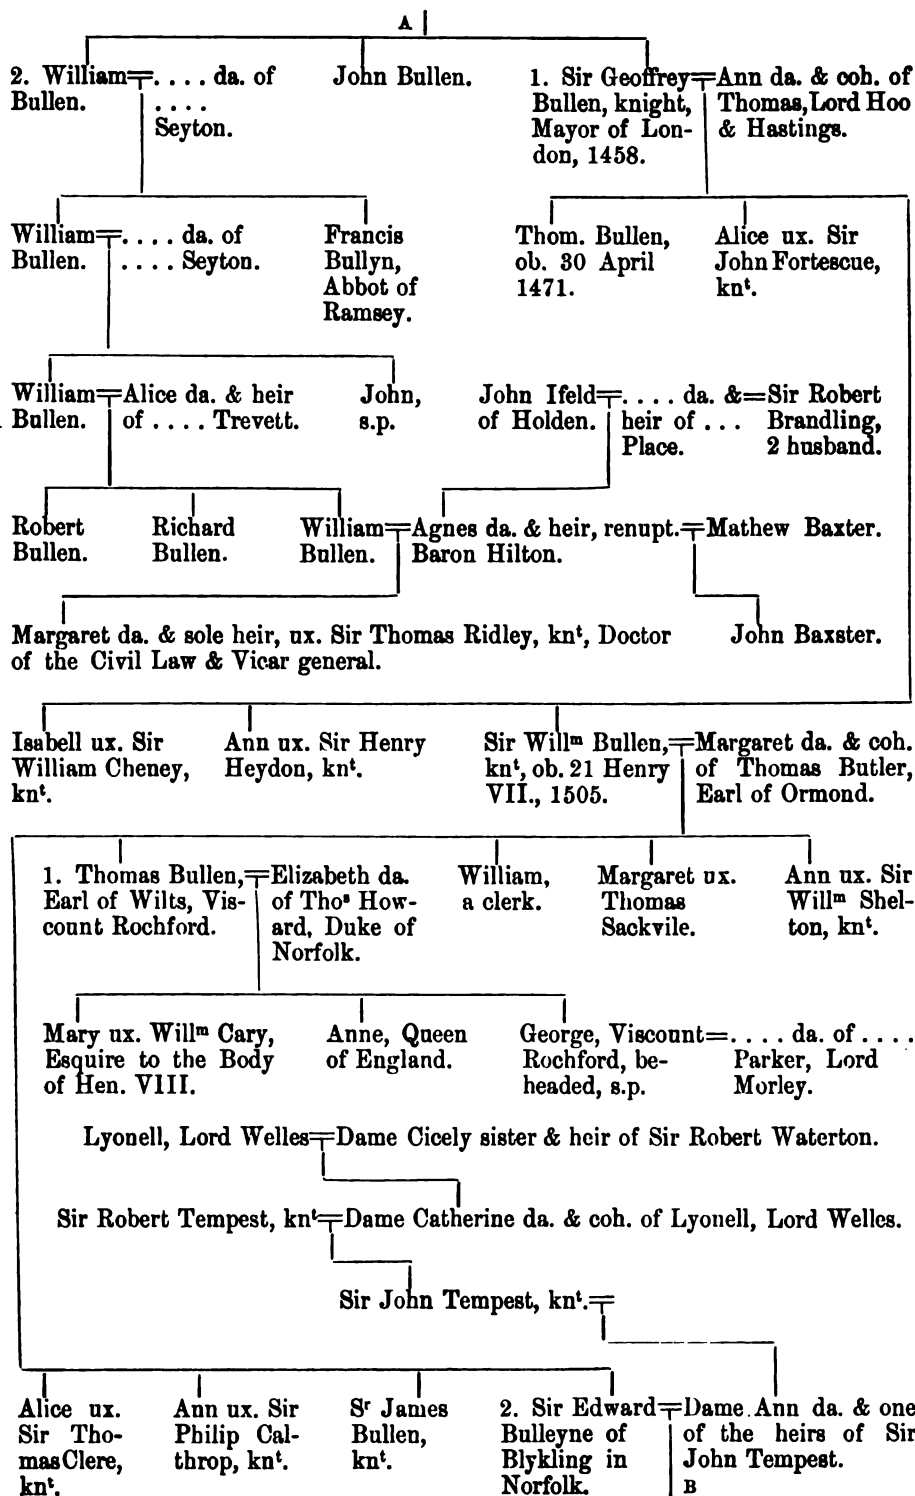 A
2. William=. . . . da. of
Bullen.
. . . .
Seyton.
John Bullen.
1. Sir Geoffrey=Ann da. & coh. of
Bullen, knight,
Mayor of Lon-
don, 1458.
Thomas, Lord Hoo
& Hastings.
William=. . . . da. of
Bullen. . . . . Seyton.
Francis
Bullyn,
Abbot of
Ramsey.
Thom. Bullen,
ob. 30 April
1471.
Alice ux. Sir
John Fortescue,
knt.
William=Alice da. & heir
Bullen. of . . . . Trevett.
John,
s.p.
John Ifeld=. . . . da. &=Sir Robert
of Holden.
heir of . . .
Place.
Brandling,
2 husband.
Robert
Bullen.
Richard
Bullen.
William=Agnes da. & heir, renupt.=Mathew Baxter.
Bullen. Baron Hilton.
Margaret da. & sole heir, ux. Sir Thomas Ridley, knt, Doctor
of the Civil Law & Vicar general.
John Baxster.
Isabell ux. Sir
William Cheney,
knt.
Ann ux. Sir Henry
Heydon, knt.
Sir Willm Bullen,=Margaret da. & coh.
knt, ob. 21 Henry
VII., 1505.
of Thomas Butler,
Earl of Ormond.
1. Thomas Bullen,=Elizabeth da.
Earl of Wilts, Vis-
count Rochford.
of Thos How-
ard, Duke of
Norfolk.
William,
a clerk.
Margaret ux.
Thomas
Sackvile.
Ann ux. Sir
Willm Shel-
ton, knt.
Mary ux. Willm Cary,
Esquire to the Body
of Hen. VIII.
Anne, Queen
of England.
George, Viscount=. . . . da. of . . . .
Rochford, be-
headed, s.p.
Parker, Lord
Morley.
Lyonell, Lord Welles=Dame Cicely sister & heir of Sir Robert Waterton.
Sir Robert Tempest, knt=Dame Catherine da. & coh. of Lyonell, Lord Welles.
Sir John Tempest, knt.=
Alice ux.
Sir Tho-
mas Clere,
knt.
Ann ux. Sir
Philip Cal-
throp, knt.
Sr James
Bullen,
knt.
2. Sir Edward=Dame Ann da. & one
Bulleyne of
Blykling in
Norfolk.
of the heirs of Sir
John Tempest.
B